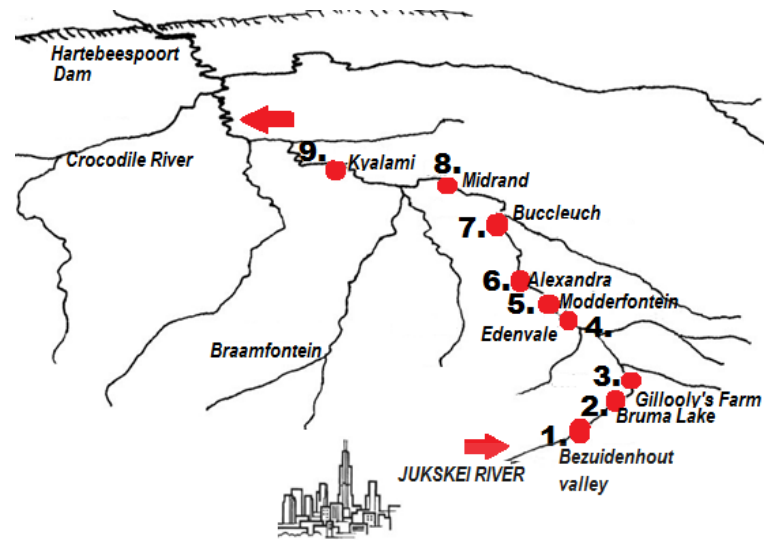 Hartebeespoort
Dam
Crocodile River
9.
Kyalami
8.
Midrand
Buccleuch
7.
6. Alexandra
5. Modderfontein
Edenvale 4.
3.
Gillooly's Farm
2. Bruma Lake
1.
JUKSKEI RIVER
Bezuidenhout
valley
Braamfontein